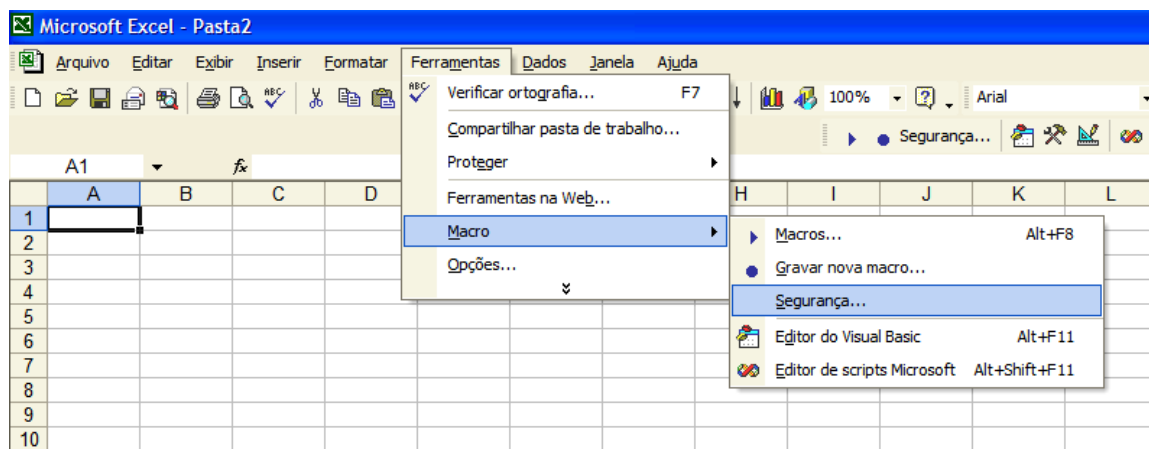 Microsoft Excel - Pasta2
Arquivo Editar Exibir Inserir Formatar Ferramentas Dados Janela Ajuda
ABC 100% Arial
ABC Verificar ortografia... F7
Compartilhar pasta de trabalho...
Segurança...
Proteger
A1 fx
Ferramentas na Web...
A B C D H I J K L
Macro
Opções...
Macros... Alt+F8
Gravar nova macro...
Segurança...
Editor do Visual Basic Alt+F11
Editor de scripts Microsoft Alt+Shift+F11
1
2
3
4
5
6
7
8
9
10